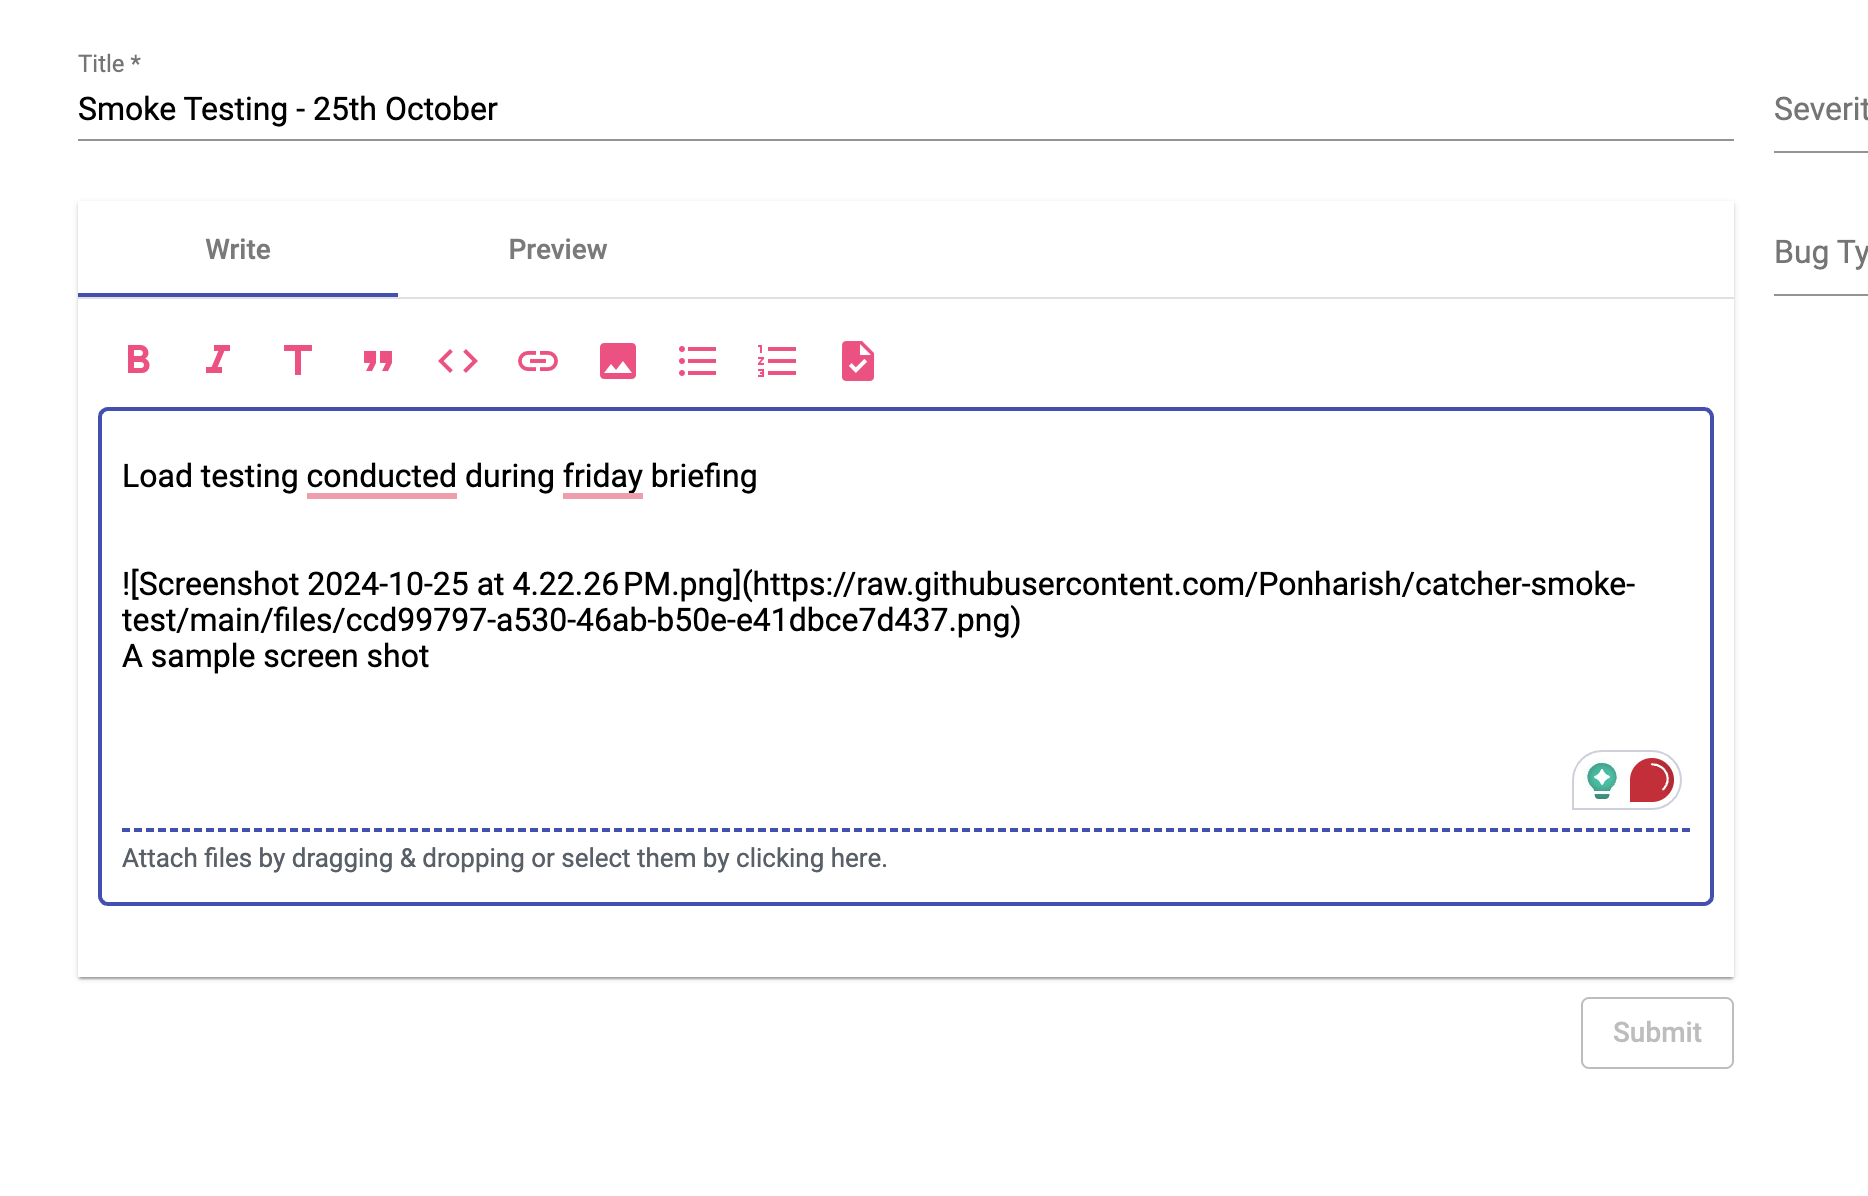 Title *
Smoke Testing - 25th October
Severit
Write
Preview
Bug Ty
B I T
Load testing conducted during friday briefing
![Screenshot 2024-10-25 at 4.22.26 PM.png](https://raw.githubusercontent.com/Ponharish/catcher-smoke-
test/main/files/ccd99797-a530-46ab-b50e-e41dbce7d437.png)
A sample screen shot
Attach files by dragging & dropping or select them by clicking here.
Submit